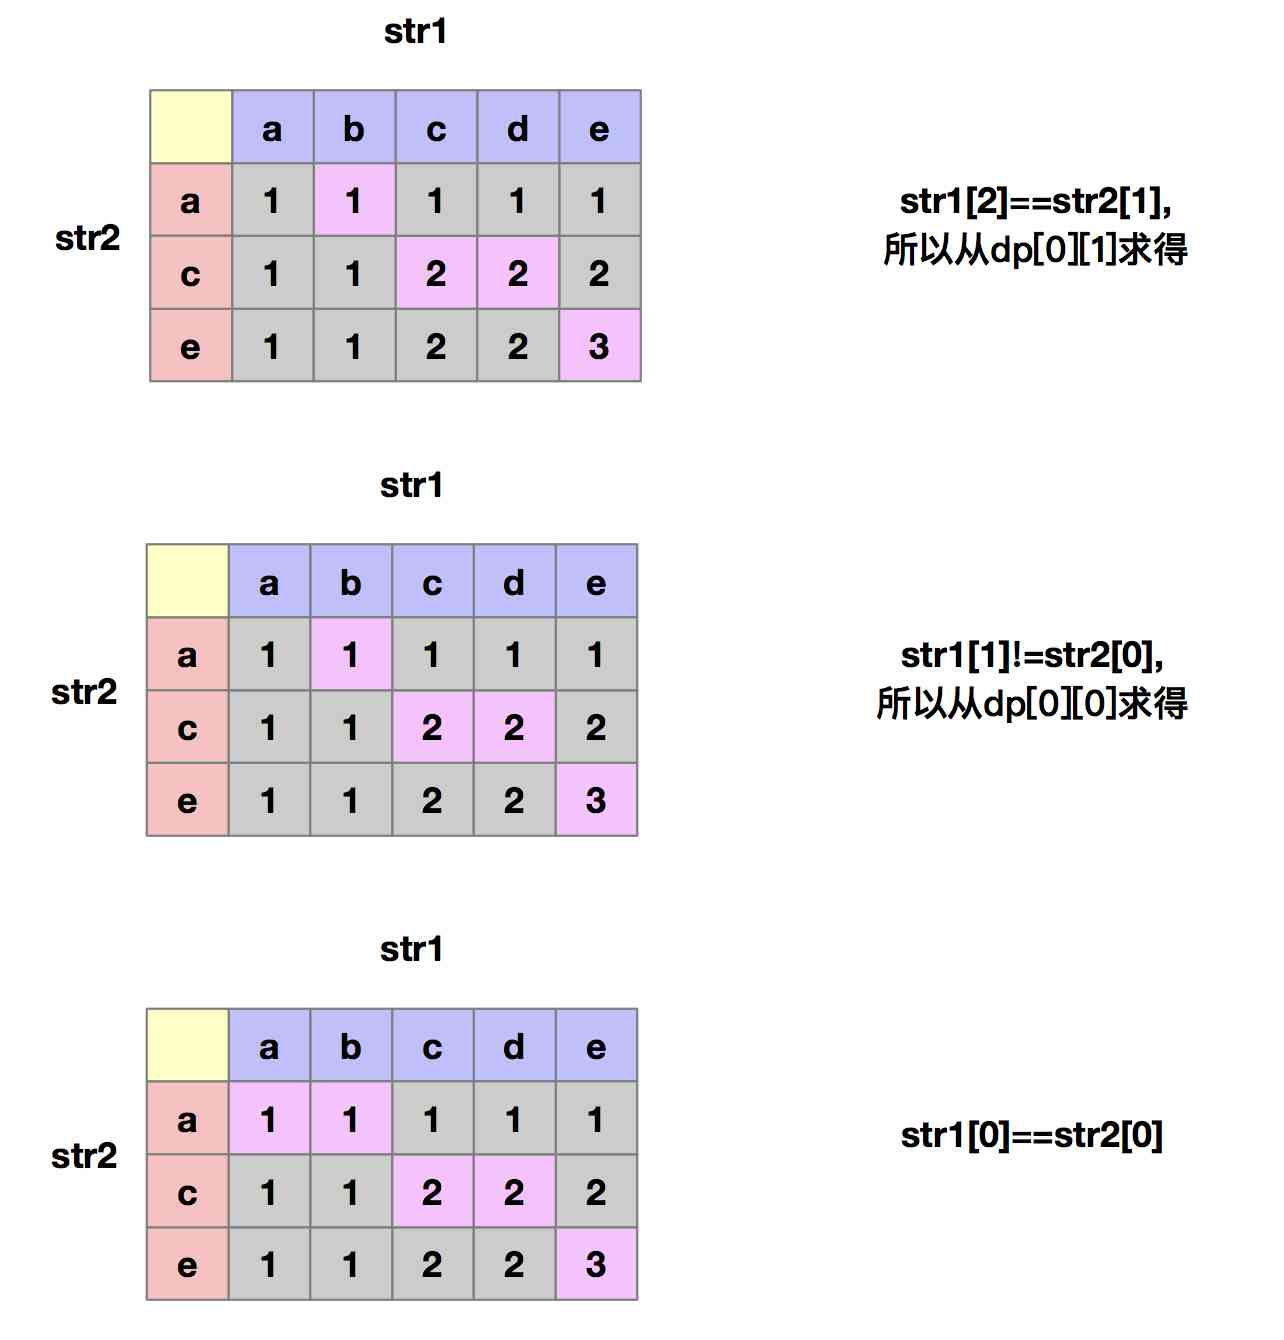 str1
a b c d e
a 1 1 1 1 1
str2
c 1 1 2 2 2
e 1 1 2 2 3
str1[2]==str2[1],
所以从dp[0][1]求得
str1
a b c d e
a 1 1 1 1 1
str2
c 1 1 2 2 2
e 1 1 2 2 3
str1[1]!=str2[0],
所以从dp[0][0]求得
str1
a b c d e
a 1 1 1 1 1
str2
c 1 1 2 2 2
e 1 1 2 2 3
str1[0]==str2[0]